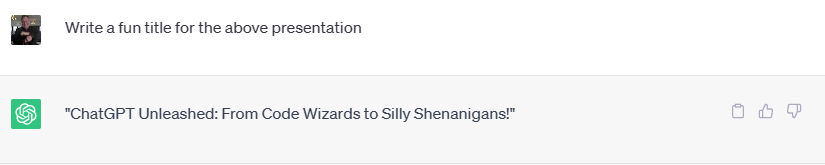 Write a fun title for the above presentation
"ChatGPT Unleashed: From Code Wizards to Silly Shenanigans!"